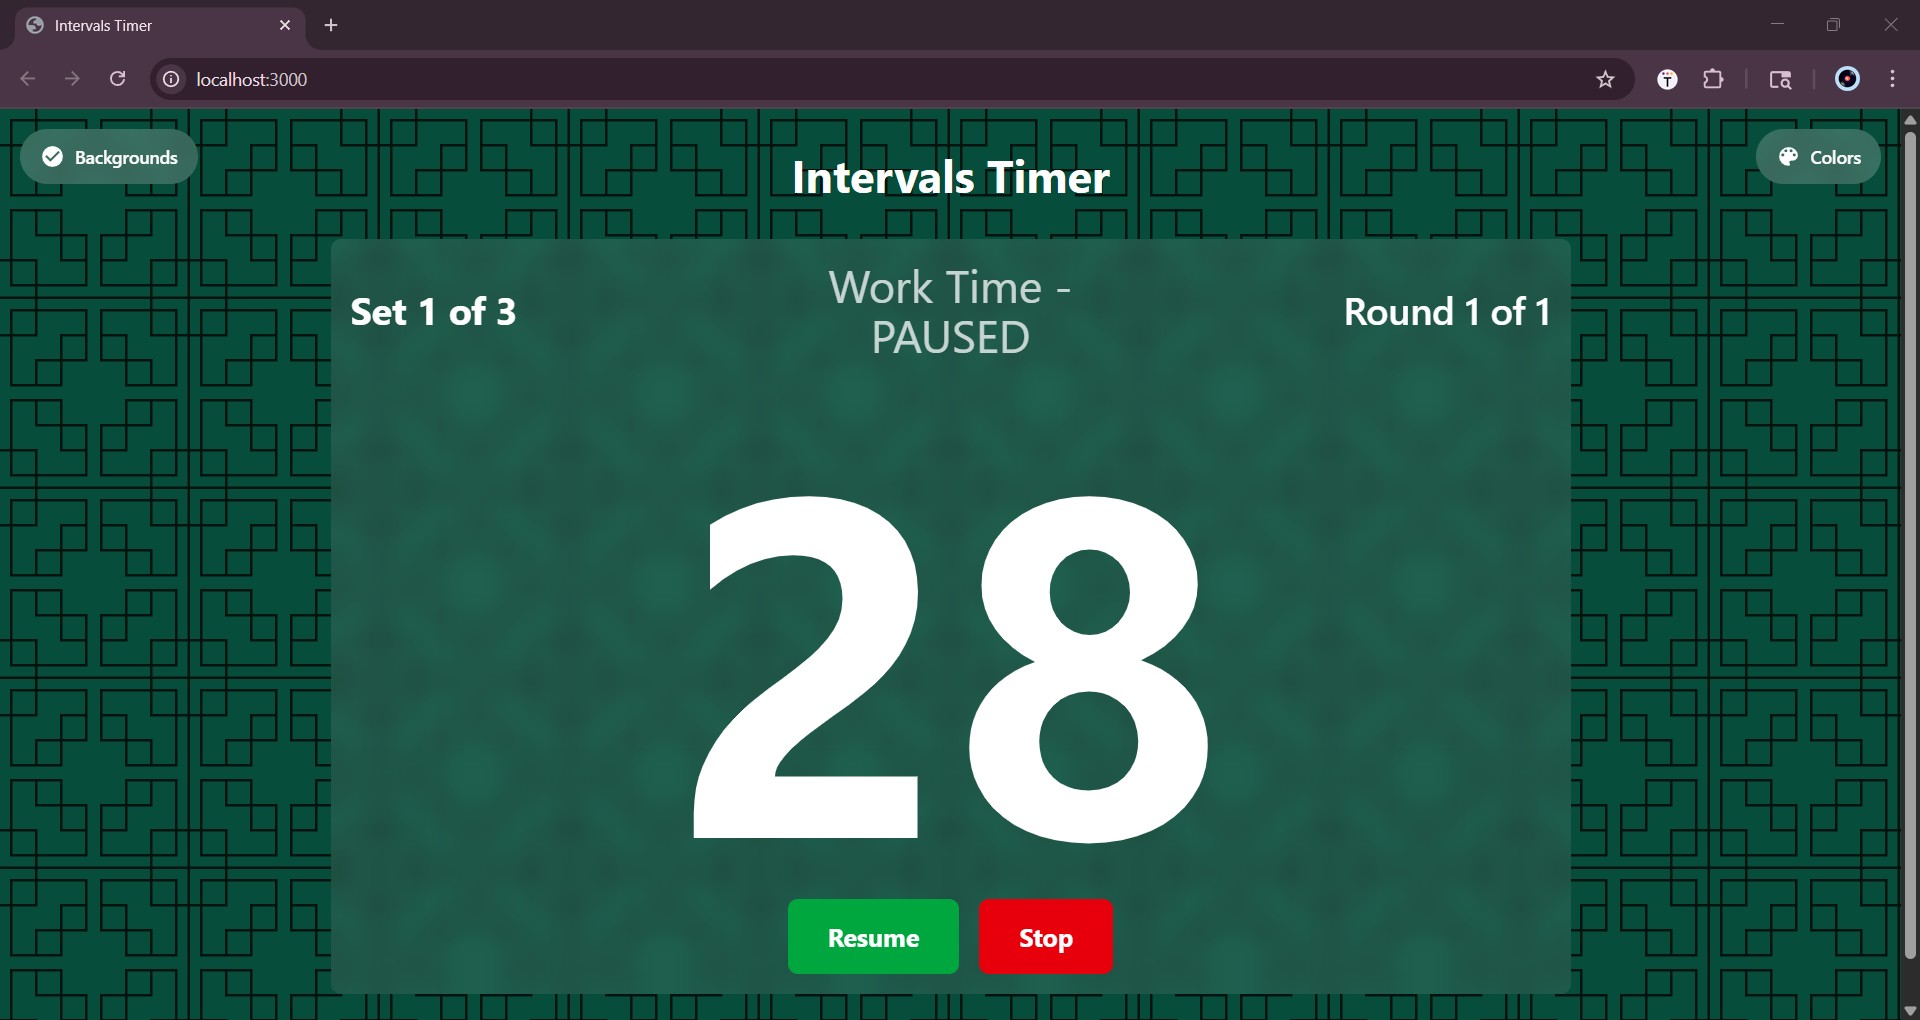 Intervals Timer
localhost:3000
Backgrounds
Colors
Intervals Timer
Set 1 of 3
Work Time -
PAUSED
Round 1 of 1
28
Resume
Stop